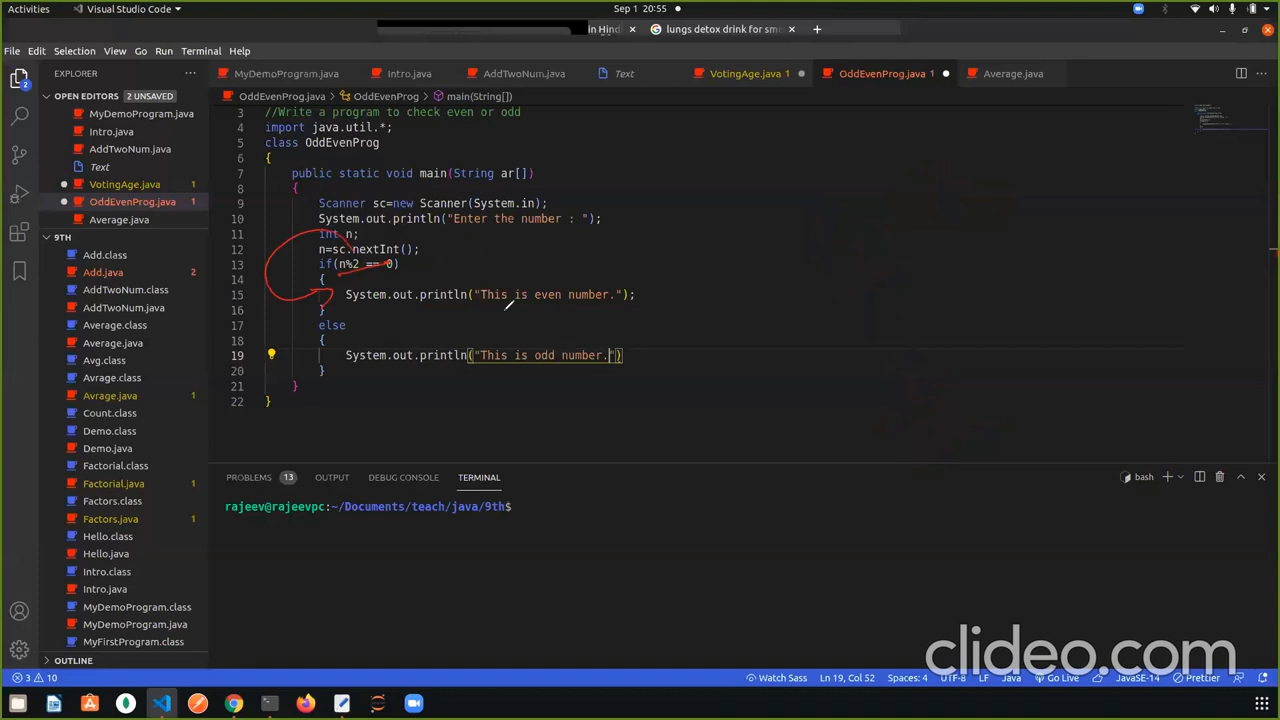 Activities
Visual Studio Code
Sep 1 20:55
in Hindi
lungs detox drink for smo
File Edit Selection View Go Run Terminal Help
EXPLORER
MyDemoProgram.java
Intro.java
AddTwoNum.java
Text
VotingAge.java 1
OddEvenProg.java 1
Average.java
OPEN EDITORS 2 UNSAVED
OddEvenProg.java > OddEvenProg > main(String[])
MyDemoProgram.java
Intro.java
AddTwoNum.java
Text
VotingAge.java 1
OddEvenProg.java 1
Average.java
9TH
Add.class
Add.java 2
AddTwoNum.class
AddTwoNum.java
Average.class
Average.java
Avg.class
Avrage.class
Avrage.java 1
Count.class
Demo.class
Demo.java
Factorial.class
Factorial.java 1
Factors.class
Factors.java 1
Hello.class
Hello.java
Intro.class
Intro.java
MyDemoProgram.class
MyDemoProgram.java
MyFirstProgram.class
OUTLINE
3 //Write a program to check even or odd
4 import java.util.*;
5 class OddEvenProg
6 {
7 public static void main(String ar[])
8 {
9 Scanner sc=new Scanner(System.in);
10 System.out.println("Enter the number : ");
11 int n;
12 n=sc.nextInt();
13 if(n%2 == 0)
14 {
15 System.out.println("This is even number.");
16 }
17 else
18 {
19 System.out.println("This is odd number.")
20 }
21 }
22 }
PROBLEMS 13 OUTPUT DEBUG CONSOLE TERMINAL
bash
rajeev@rajeevpc:~/Documents/teach/java/9th$
clideo.com
3 10
Watch Sass
Ln 19, Col 52
Spaces: 4
UTF-8
LF
Java
Go Live
JavaSE-14
Prettier